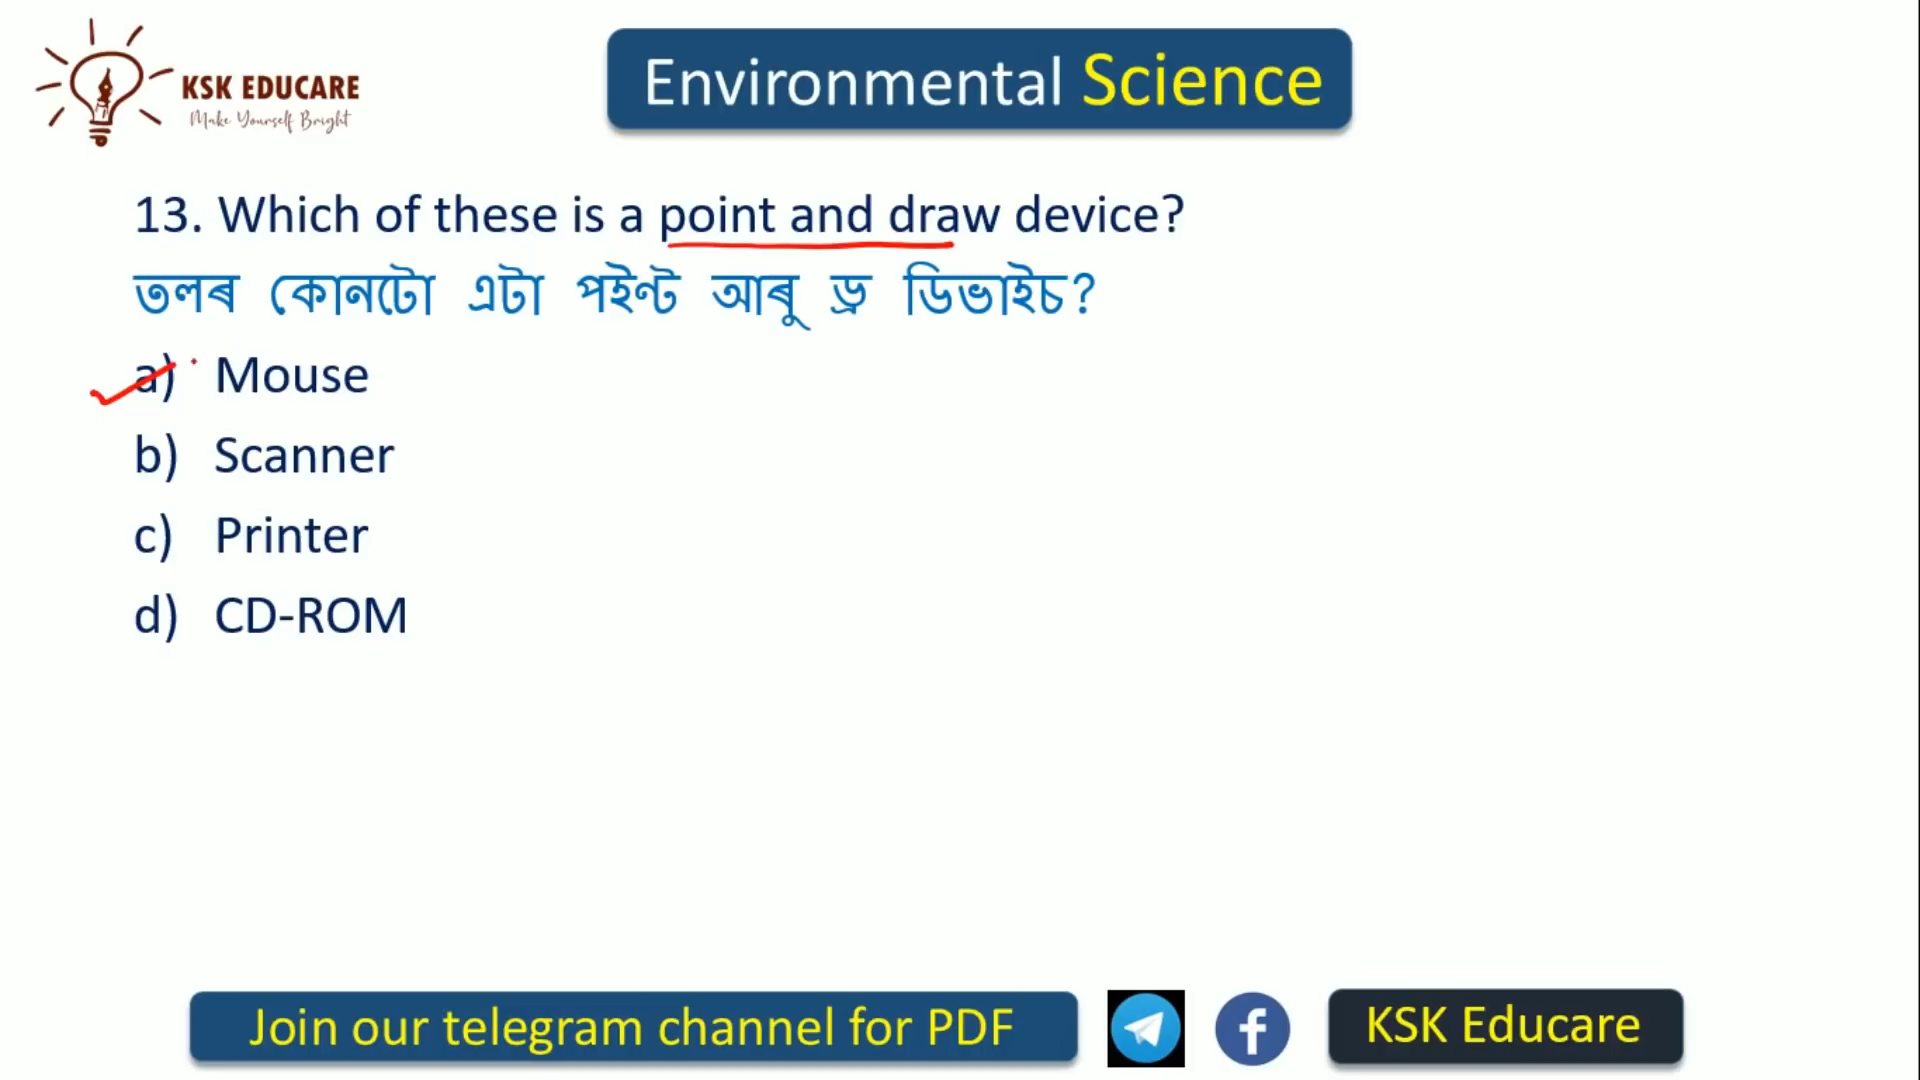 KSK EDUCARE
Make Yourself Bright
Environmental Science
13. Which of these is a point and draw device?
তলৰ কোনটো এটা পইণ্ট আৰু ড্ৰ ডিভাইচ?
a) Mouse
b) Scanner
c) Printer
d) CD-ROM
Join our telegram channel for PDF
KSK Educare